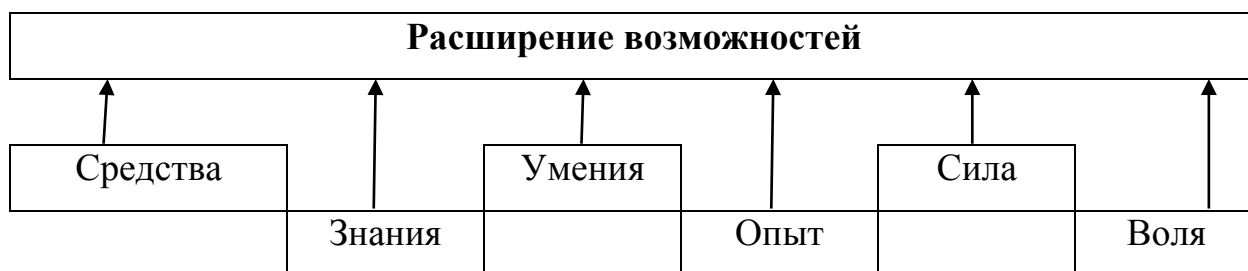 Расширение возможностей
Средства Умения Сила
Знания Опыт Воля